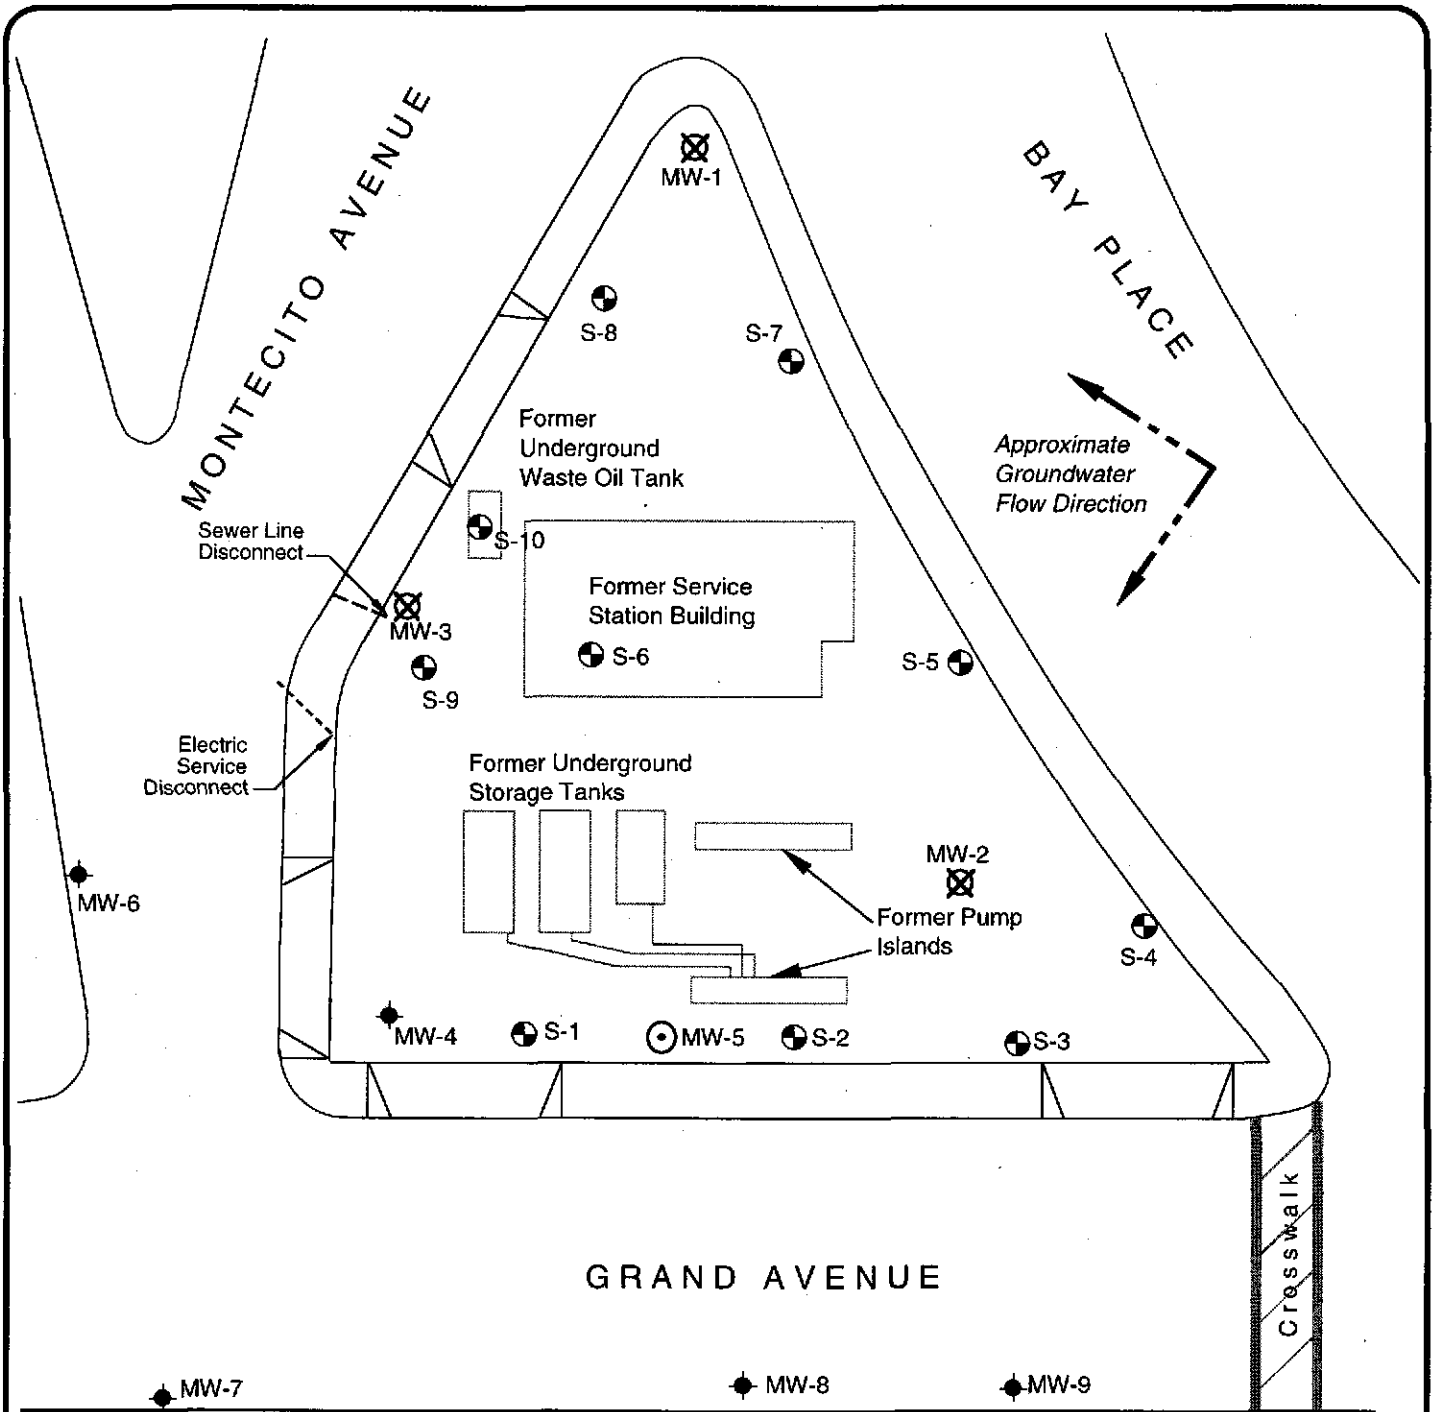 MONTECITO AVENUE
BAY PLACE
MW-1
S-8
S-7
Former
Underground
Waste Oil Tank
Approximate
Groundwater
Flow Direction
Sewer Line
Disconnect
S-10
Former Service
Station Building
MW-3
S-6
S-5
S-9
Electric
Service
Disconnect
Former Underground
Storage Tanks
MW-2
MW-6
Former Pump
Islands
S-4
MW-4
S-1
MW-5
S-2
S-3
Crosswalk
GRAND AVENUE
MW-7
MW-8
MW-9